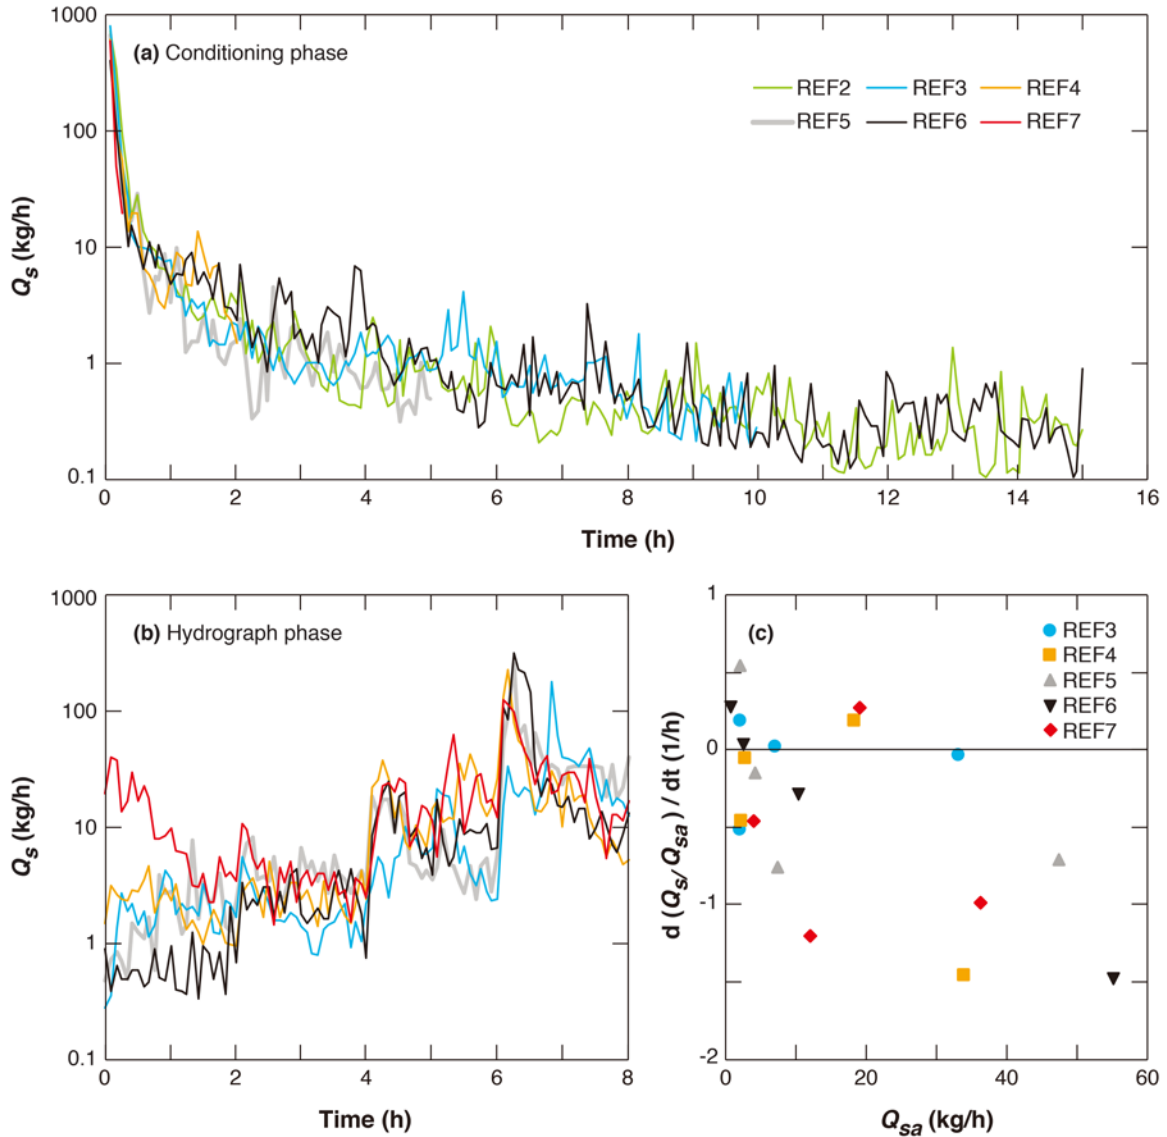 1000
(a) Conditioning phase
REF2 REF3 REF4
REF5 REF6 REF7
100
10
1
0.1
Qs (kg/h)
0 2 4 6 8 10 12 14 16
Time (h)
1000
(b) Hydrograph phase
100
10
1
0.1
Qs (kg/h)
0 2 4 6 8
Time (h)
1
(c)
REF3
REF4
REF5
REF6
REF7
0
-1
-2
d (Qs/Qsa) / dt (1/h)
0 20 40 60
Qsa (kg/h)